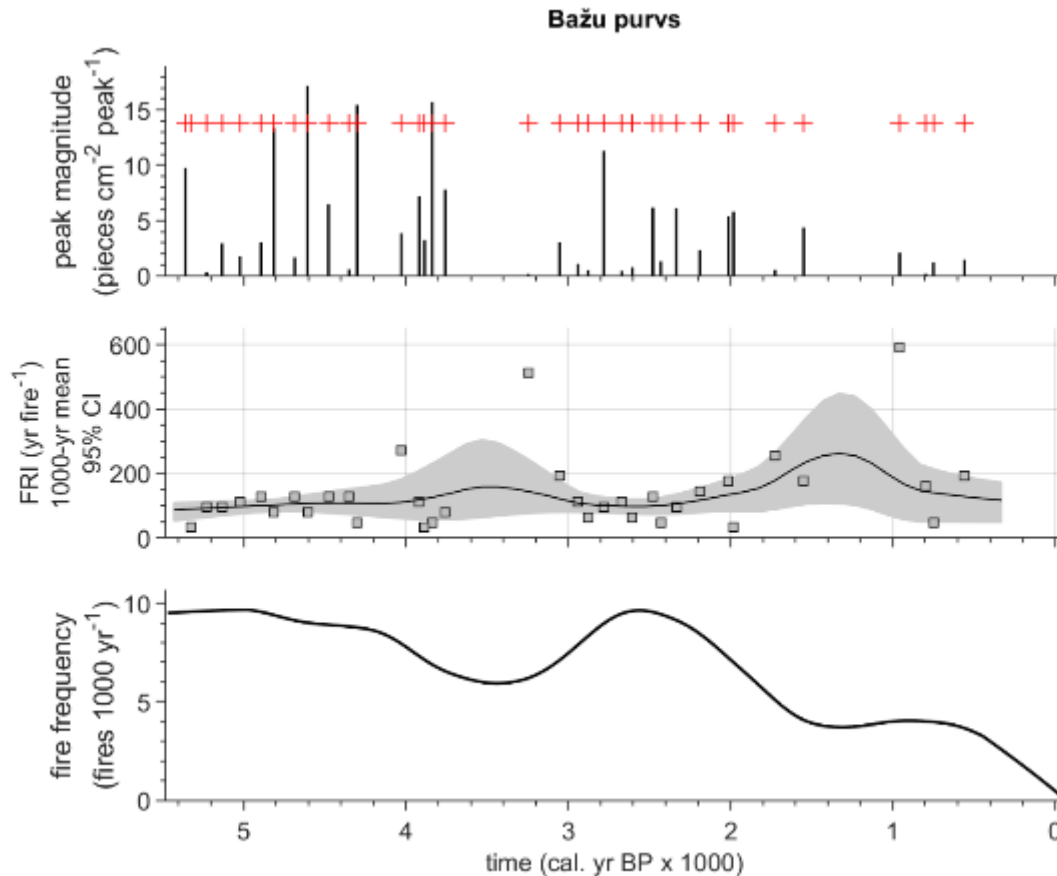 Bažu purvs
peak magnitude
(pieces cm⁻² peak⁻¹)
15
10
5
0
FRI (yr fire⁻¹)
1000-yr mean
95% CI
600
400
200
0
fire frequency
(fires 1000 yr⁻¹)
10
5
0
5 4 3 2 1 0
time (cal. yr BP x 1000)